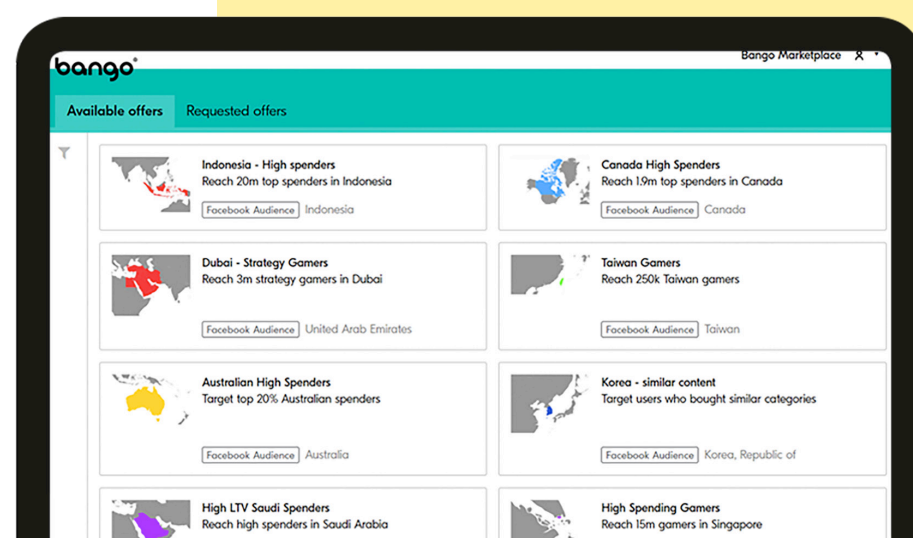 bango®
Bango Marketplace
Available offers Requested offers
Indonesia - High spenders
Reach 20m top spenders in Indonesia
Facebook Audience Indonesia
Canada High Spenders
Reach 1.9m top spenders in Canada
Facebook Audience Canada
Dubai - Strategy Gamers
Reach 3m strategy gamers in Dubai
Facebook Audience United Arab Emirates
Taiwan Gamers
Reach 250k Taiwan gamers
Facebook Audience Taiwan
Australian High Spenders
Target top 20% Australian spenders
Facebook Audience Australia
Korea - similar content
Target users who bought similar categories
Facebook Audience Korea, Republic of
High LTV Saudi Spenders
Reach high spenders in Saudi Arabia
High Spending Gamers
Reach 15m gamers in Singapore